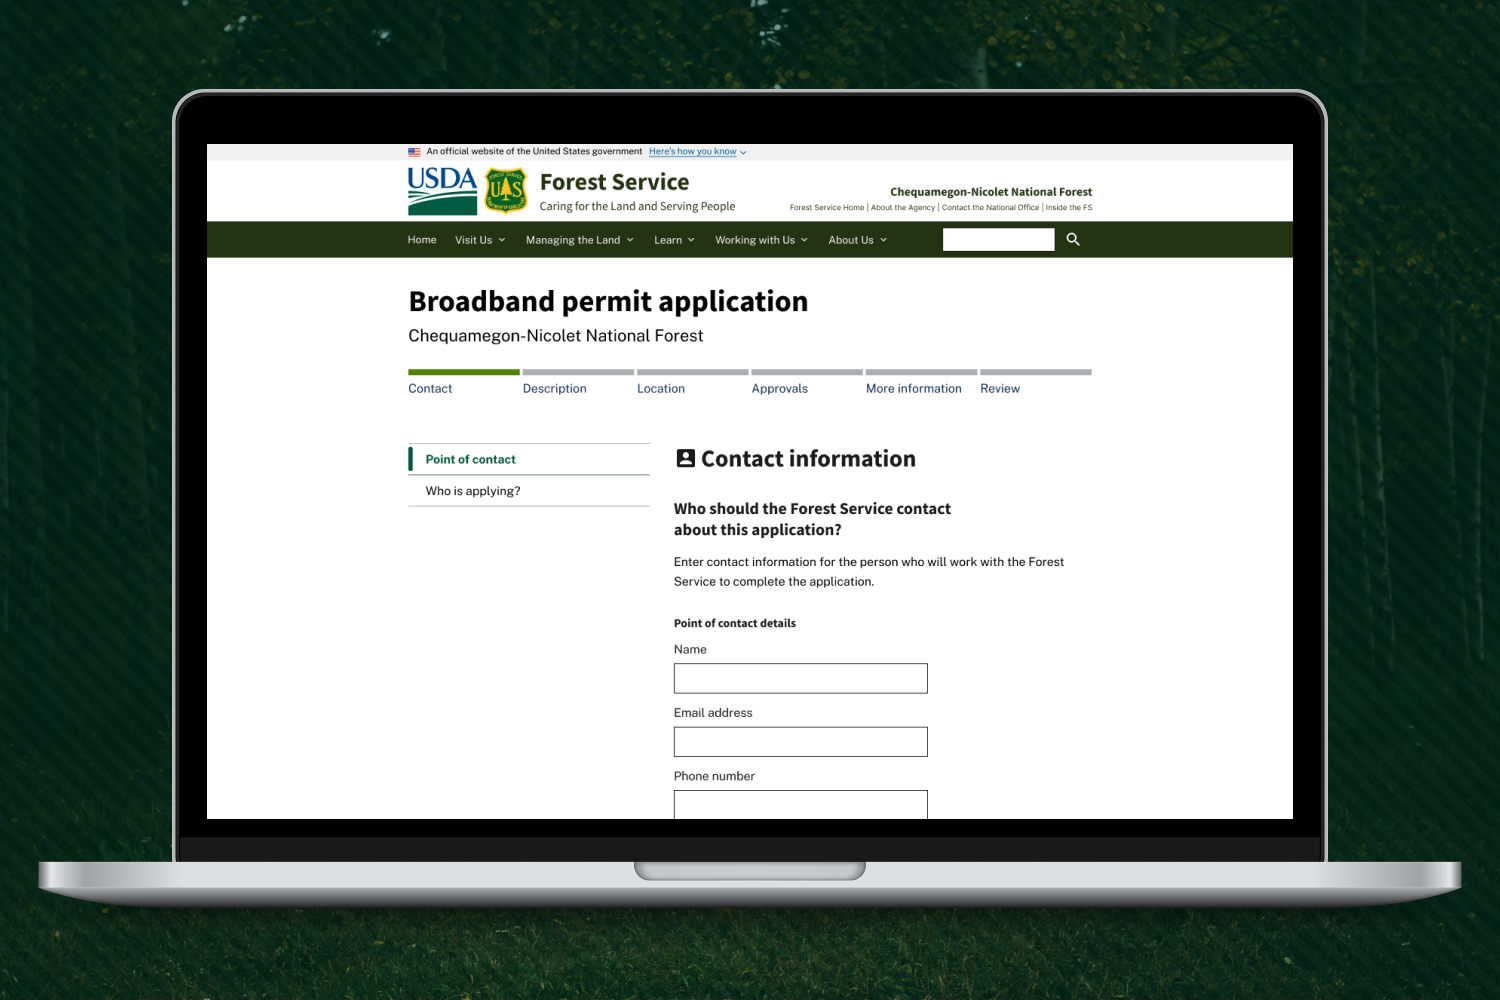 An official website of the United States government Here's how you know
USDA
FOREST SERVICE
U S
DEPARTMENT OF AGRICULTURE
Forest Service
Caring for the Land and Serving People
Chequamegon-Nicolet National Forest
Forest Service Home | About the Agency | Contact the National Office | Inside the FS
Home Visit Us Managing the Land Learn Working with Us About Us
Broadband permit application
Chequamegon-Nicolet National Forest
Contact Description Location Approvals More information Review
Point of contact
Who is applying?
Contact information
Who should the Forest Service contact
about this application?
Enter contact information for the person who will work with the Forest
Service to complete the application.
Point of contact details
Name
Email address
Phone number